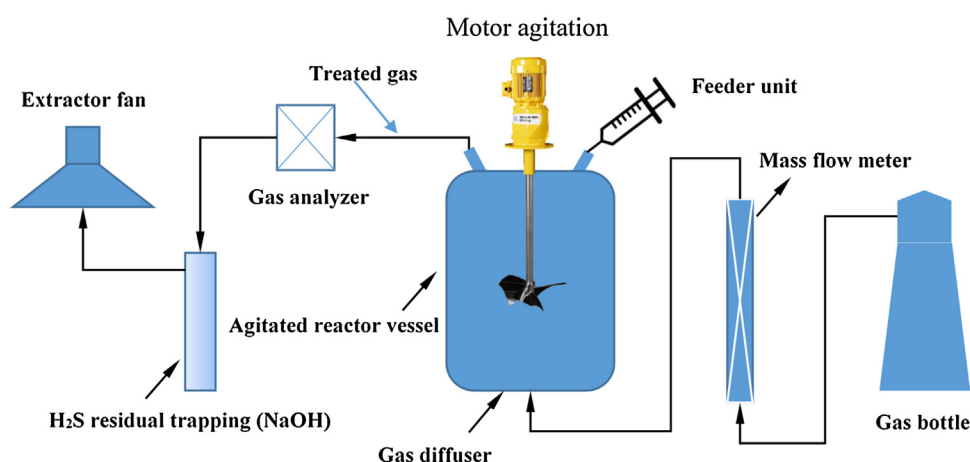 Motor agitation
Treated gas
Extractor fan
Feeder unit
Mass flow meter
Gas analyzer
Agitated reactor vessel
H₂S residual trapping (NaOH)
Gas diffuser
Gas bottle